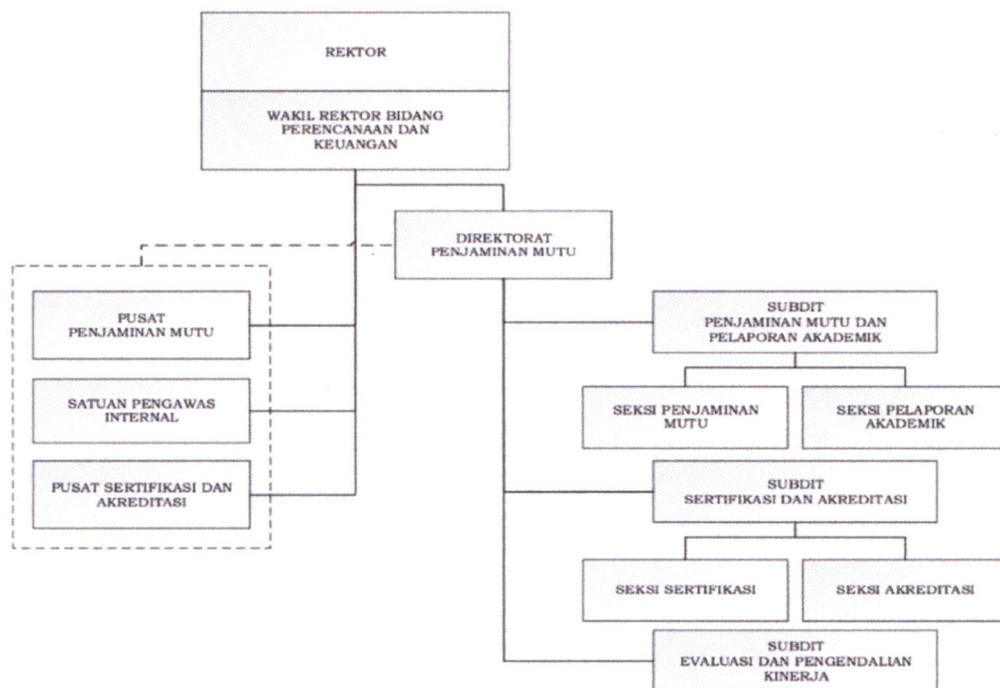 REKTOR
WAKIL REKTOR BIDANG
PERENCANAAN DAN
KEUANGAN
DIREKTORAT
PENJAMINAN MUTU
PUSAT
PENJAMINAN MUTU
SATUAN PENGAWAS
INTERNAL
PUSAT SERTIFIKASI DAN
AKREDITASI
SUBDIT
PENJAMINAN MUTU DAN
PELAPORAN AKADEMIK
SEKSI PENJAMINAN
MUTU
SEKSI PELAPORAN
AKADEMIK
SUBDIT
SERTIFIKASI DAN AKREDITASI
SEKSI SERTIFIKASI
SEKSI AKREDITASI
SUBDIT
EVALUASI DAN PENGENDALIAN
KINERJA